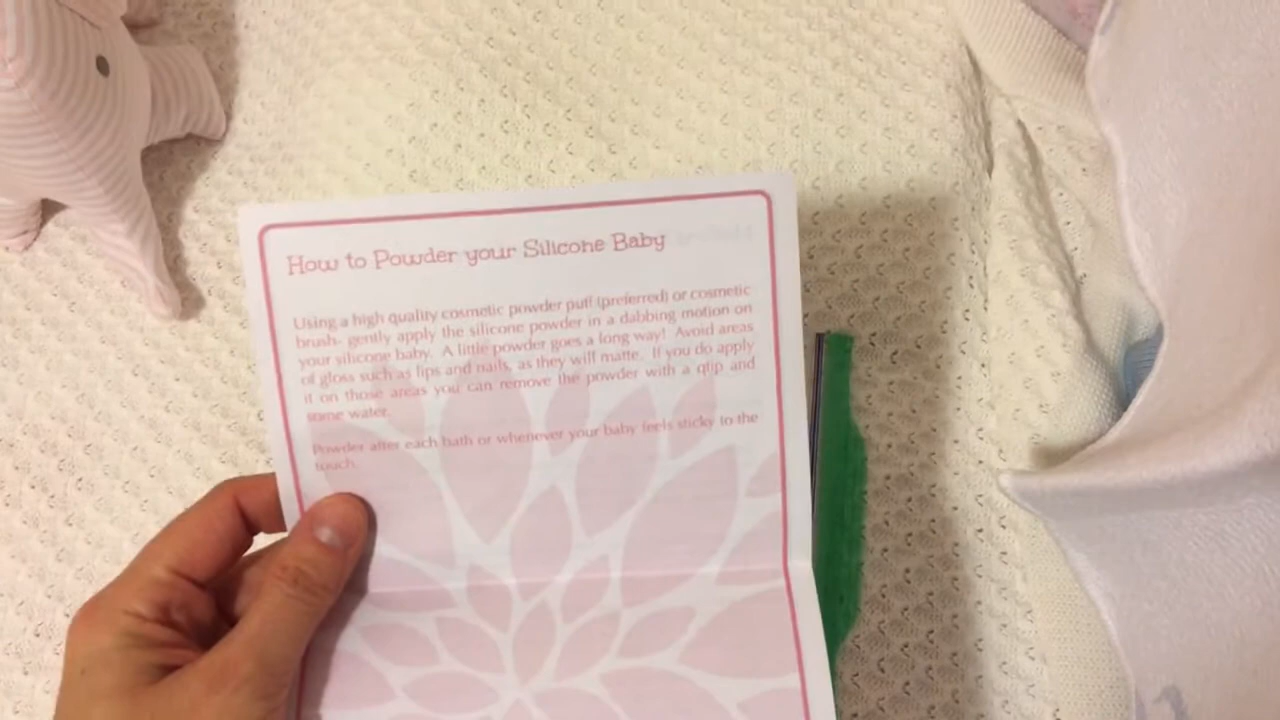 How to Powder your Silicone Baby
Using a high quality cosmetic powder puff (preferred) or cosmetic
brush, gently apply the silicone powder in a dabbing motion on
your silicone baby. A little powder goes a long way! Avoid areas
of gloss such as lips and nails, as they will matte. If you do apply
it on those areas you can remove the powder with a qtip and
some water.
Powder after each bath or whenever your baby feels sticky to the
touch.